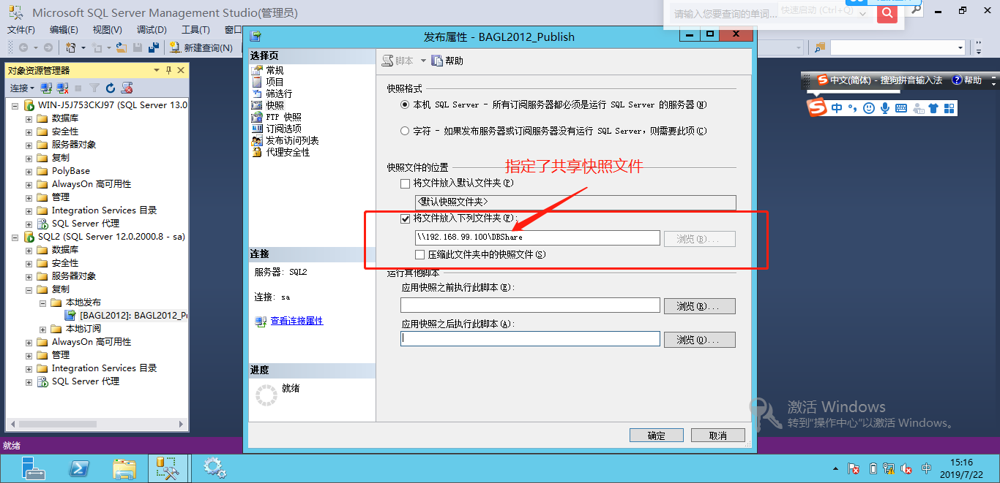 Microsoft SQL Server Management Studio(管理员)
文件(F) 编辑(E) 视图(V) 调试(D) 工具(T) 窗口
新建查询(N)
请输入您要查询的单词...
快速启动 (Ctrl+Q)
对象资源管理器
连接
WIN-J5J753CKJ97 (SQL Server 13.0
数据库
安全性
服务器对象
复制
PolyBase
AlwaysOn 高可用性
管理
Integration Services 目录
SQL Server 代理
SQL2 (SQL Server 12.0.2000.8 - sa)
数据库
安全性
服务器对象
复制
本地发布
[BAGL2012]: BAGL2012_Pu
本地订阅
AlwaysOn 高可用性
管理
Integration Services 目录
SQL Server 代理
就绪
发布属性 - BAGL2012_Publish
选择页
常规
项目
筛选行
快照
FTP 快照
订阅选项
发布访问列表
代理安全性
连接
服务器: SQL2
连接: sa
查看连接属性
进度
就绪
脚本 帮助
快照格式
本机 SQL Server - 所有订阅服务器都必须是运行 SQL Server 的服务器(N)
字符 - 如果发布服务器或订阅服务器没有运行 SQL Server，则需要此项(C)
指定了共享快照文件
快照文件的位置
将文件放入默认文件夹(P)
<默认快照文件夹>
将文件放入下列文件夹(F):
\\192.168.99.100\DBShare
浏览(B)...
压缩此文件夹中的快照文件(S)
运行其他脚本
应用快照之前执行此脚本(E):
浏览(R)...
应用快照之后执行此脚本(A):
浏览(O)...
确定 取消
中文(简体) - 搜狗拼音输入法 帮助
中
激活 Windows
转到"操作中心"以激活 Windows。
中
15:16
2019/7/22